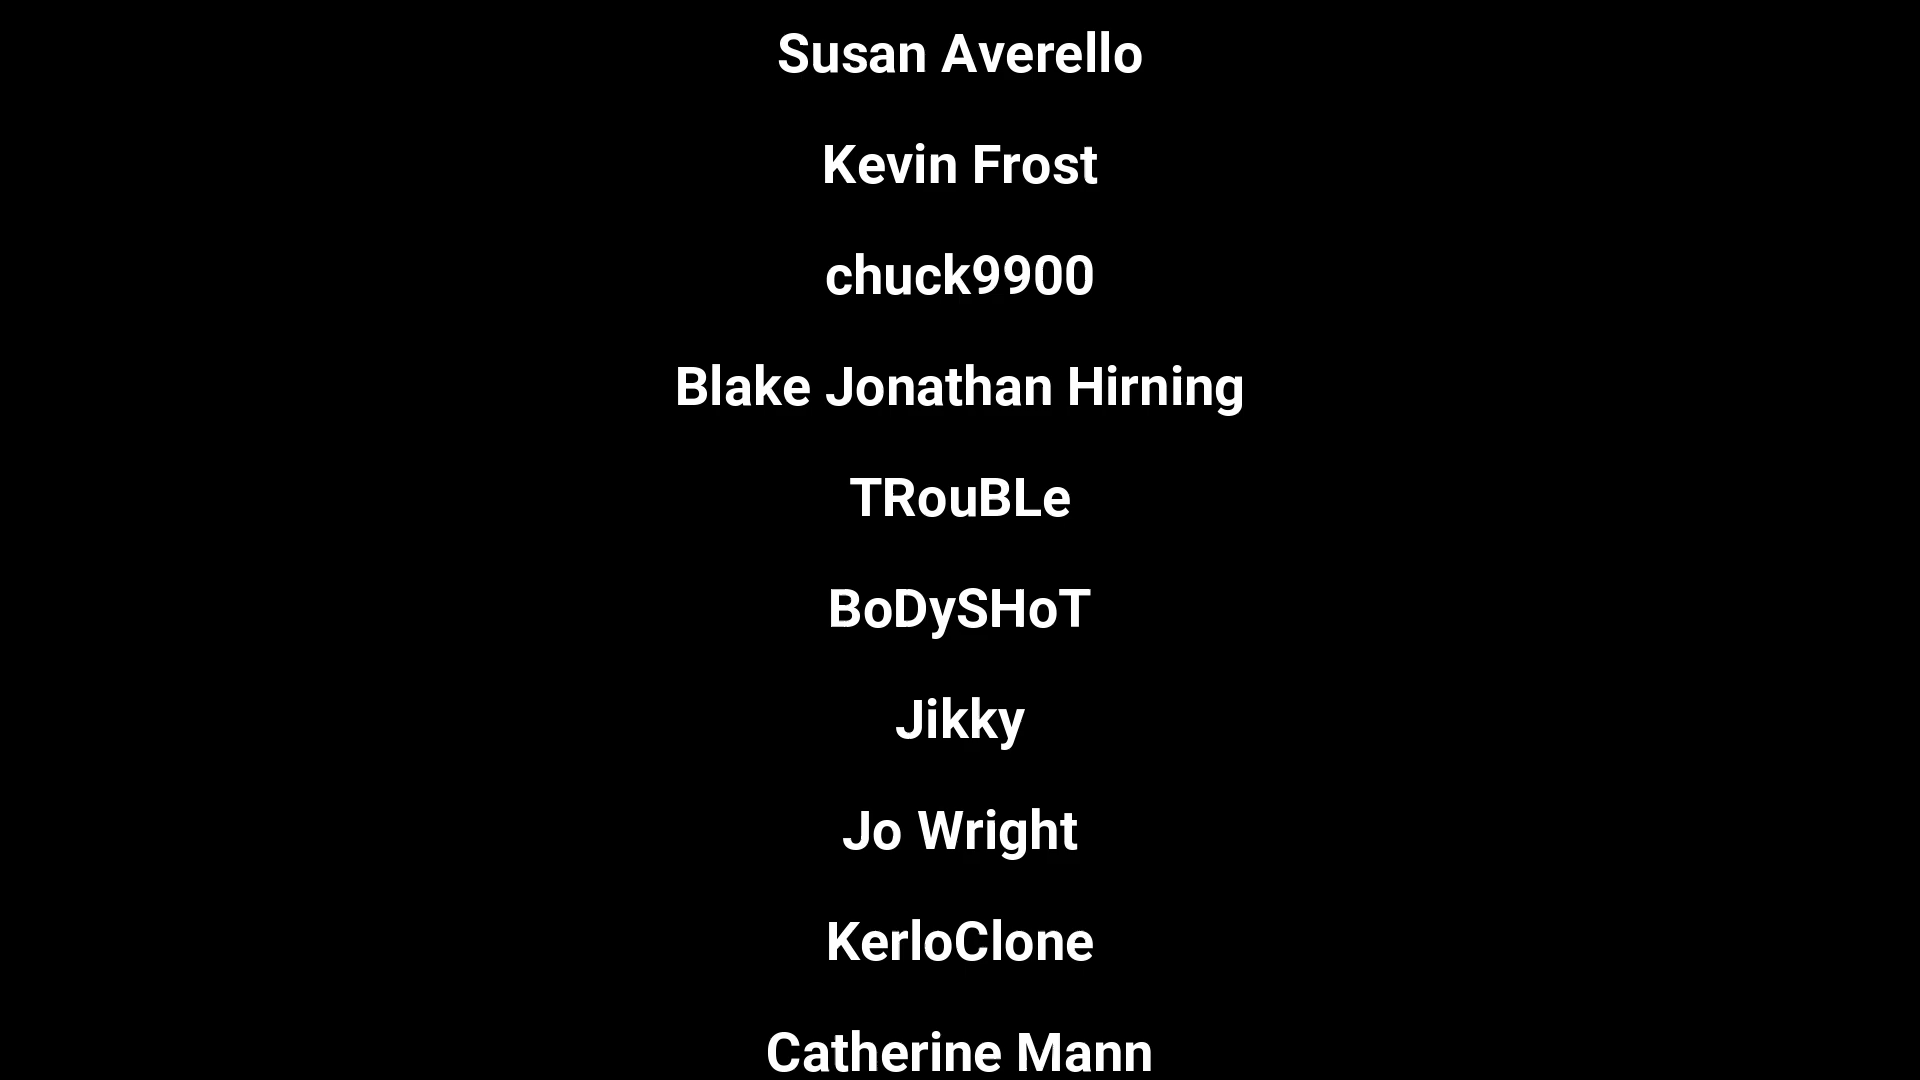 Susan Averello
Kevin Frost
chuck9900
Blake Jonathan Hirning
TRouBLe
BoDySHoT
Jikky
Jo Wright
KerloClone
Catherine Mann